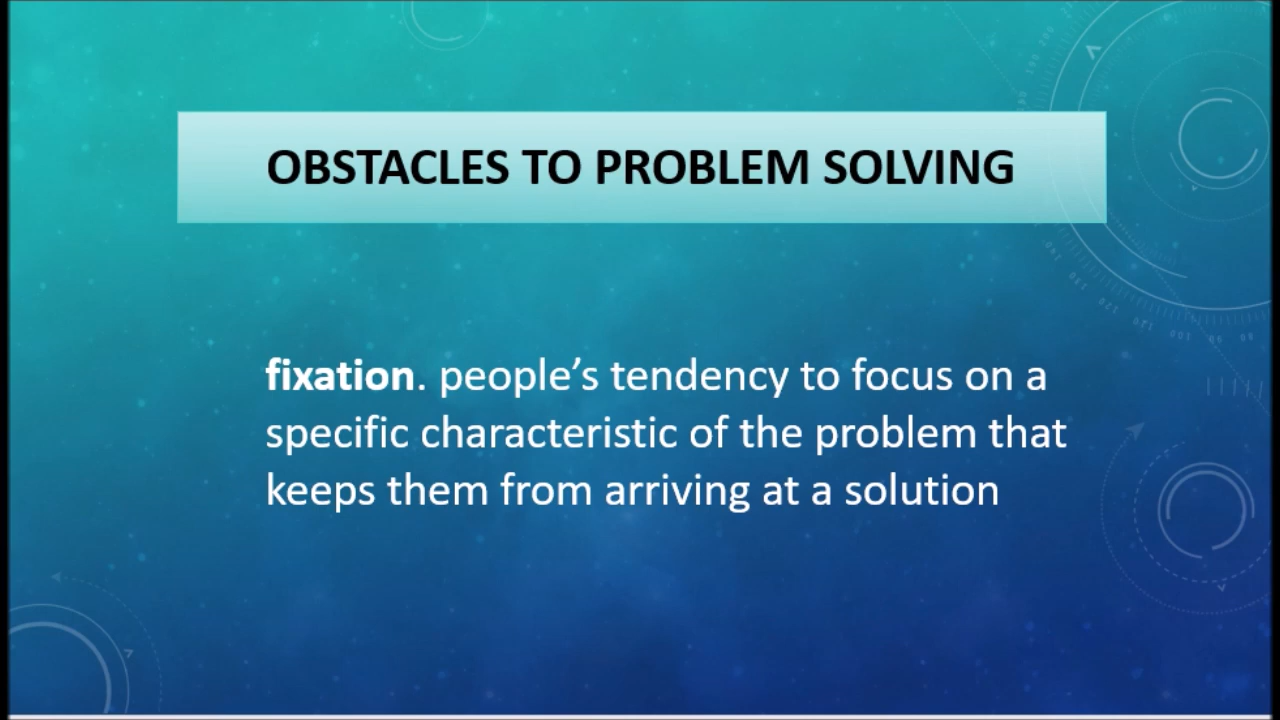 OBSTACLES TO PROBLEM SOLVING
fixation. people’s tendency to focus on a
specific characteristic of the problem that
keeps them from arriving at a solution